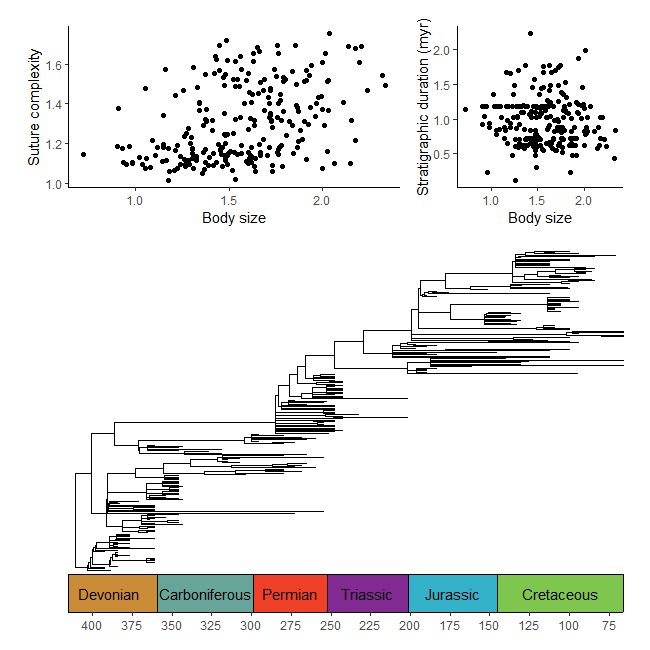 Suture complexity
1.6
1.4
1.2
1.0
1.0 1.5 2.0
Body size
Stratigraphic duration (myr)
2.0
1.5
1.0
0.5
1.0 1.5 2.0
Body size
Devonian Carboniferous Permian Triassic Jurassic Cretaceous
400 375 350 325 300 275 250 225 200 175 150 125 100 75